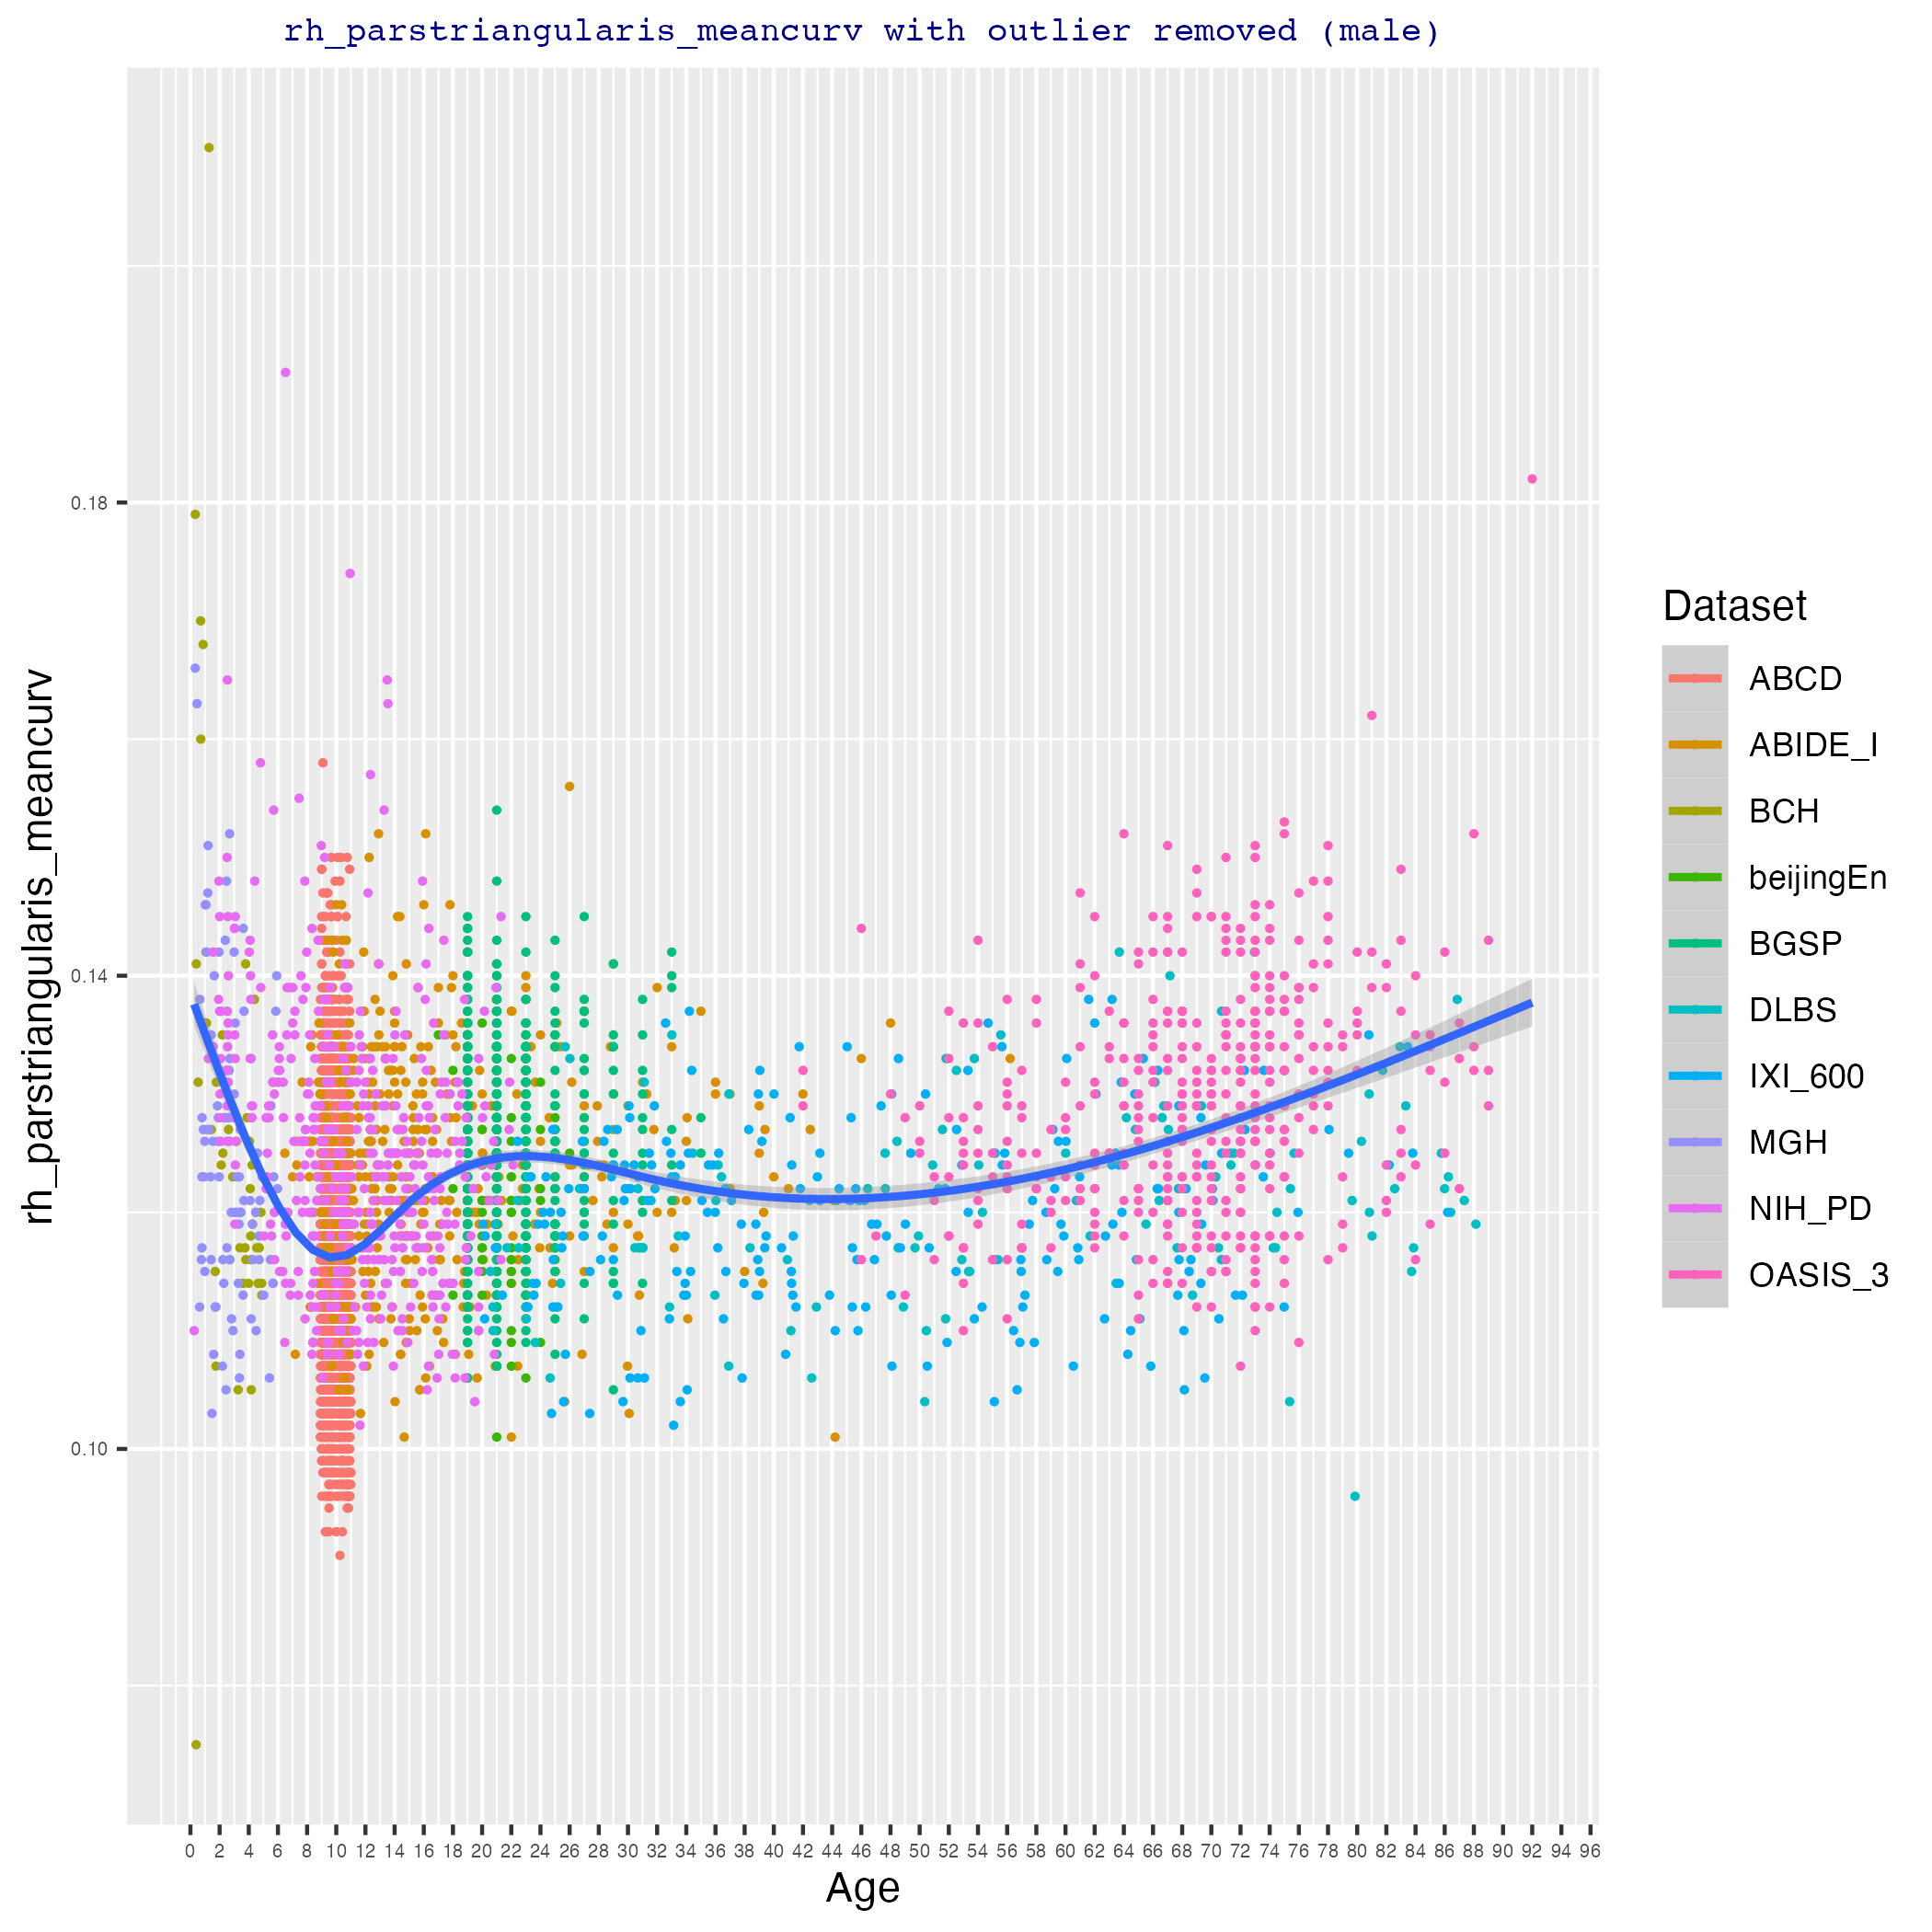 rh_parstriangularis_meancurv with outlier removed (male)
rh_parstriangularis_meancurv
0.18
0.14
0.10
0 2 4 6 8 10 12 14 16 18 20 22 24 26 28 30 32 34 36 38 40 42 44 46 48 50 52 54 56 58 60 62 64 66 68 70 72 74 76 78 80 82 84 86 88 90 92 94 96
Age
Dataset
ABCD
ABIDE_I
BCH
beijingEn
BGSP
DLBS
IXI_600
MGH
NIH_PD
OASIS_3